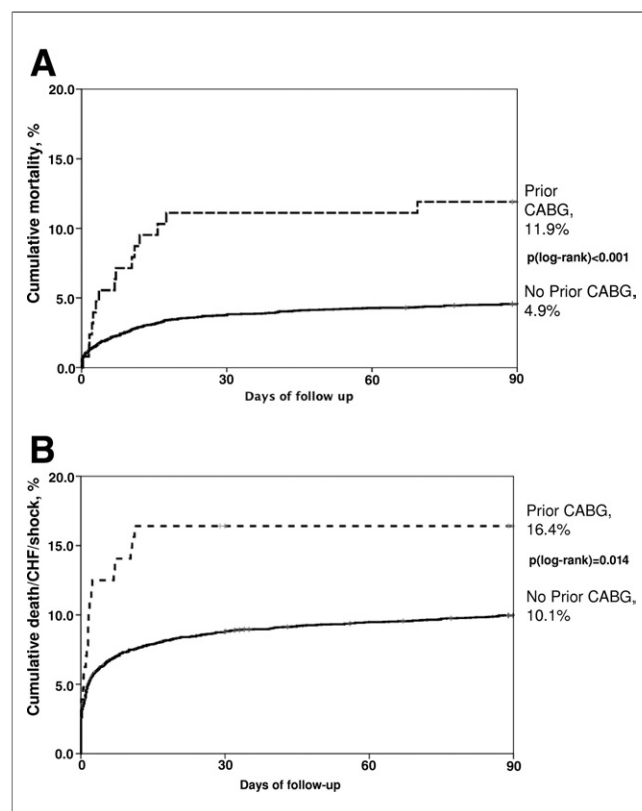 A
Cumulative mortality, %
20.0
15.0
10.0
5.0
0.0
0
30
60
90
Days of follow up
Prior
CABG,
11.9%
p(log-rank)<0.001
No Prior CABG,
4.9%
B
Cumulative death/CHF/shock, %
20.0
15.0
10.0
5.0
0.0
0
30
60
90
Days of follow-up
Prior CABG,
16.4%
p(log-rank)=0.014
No Prior CABG,
10.1%